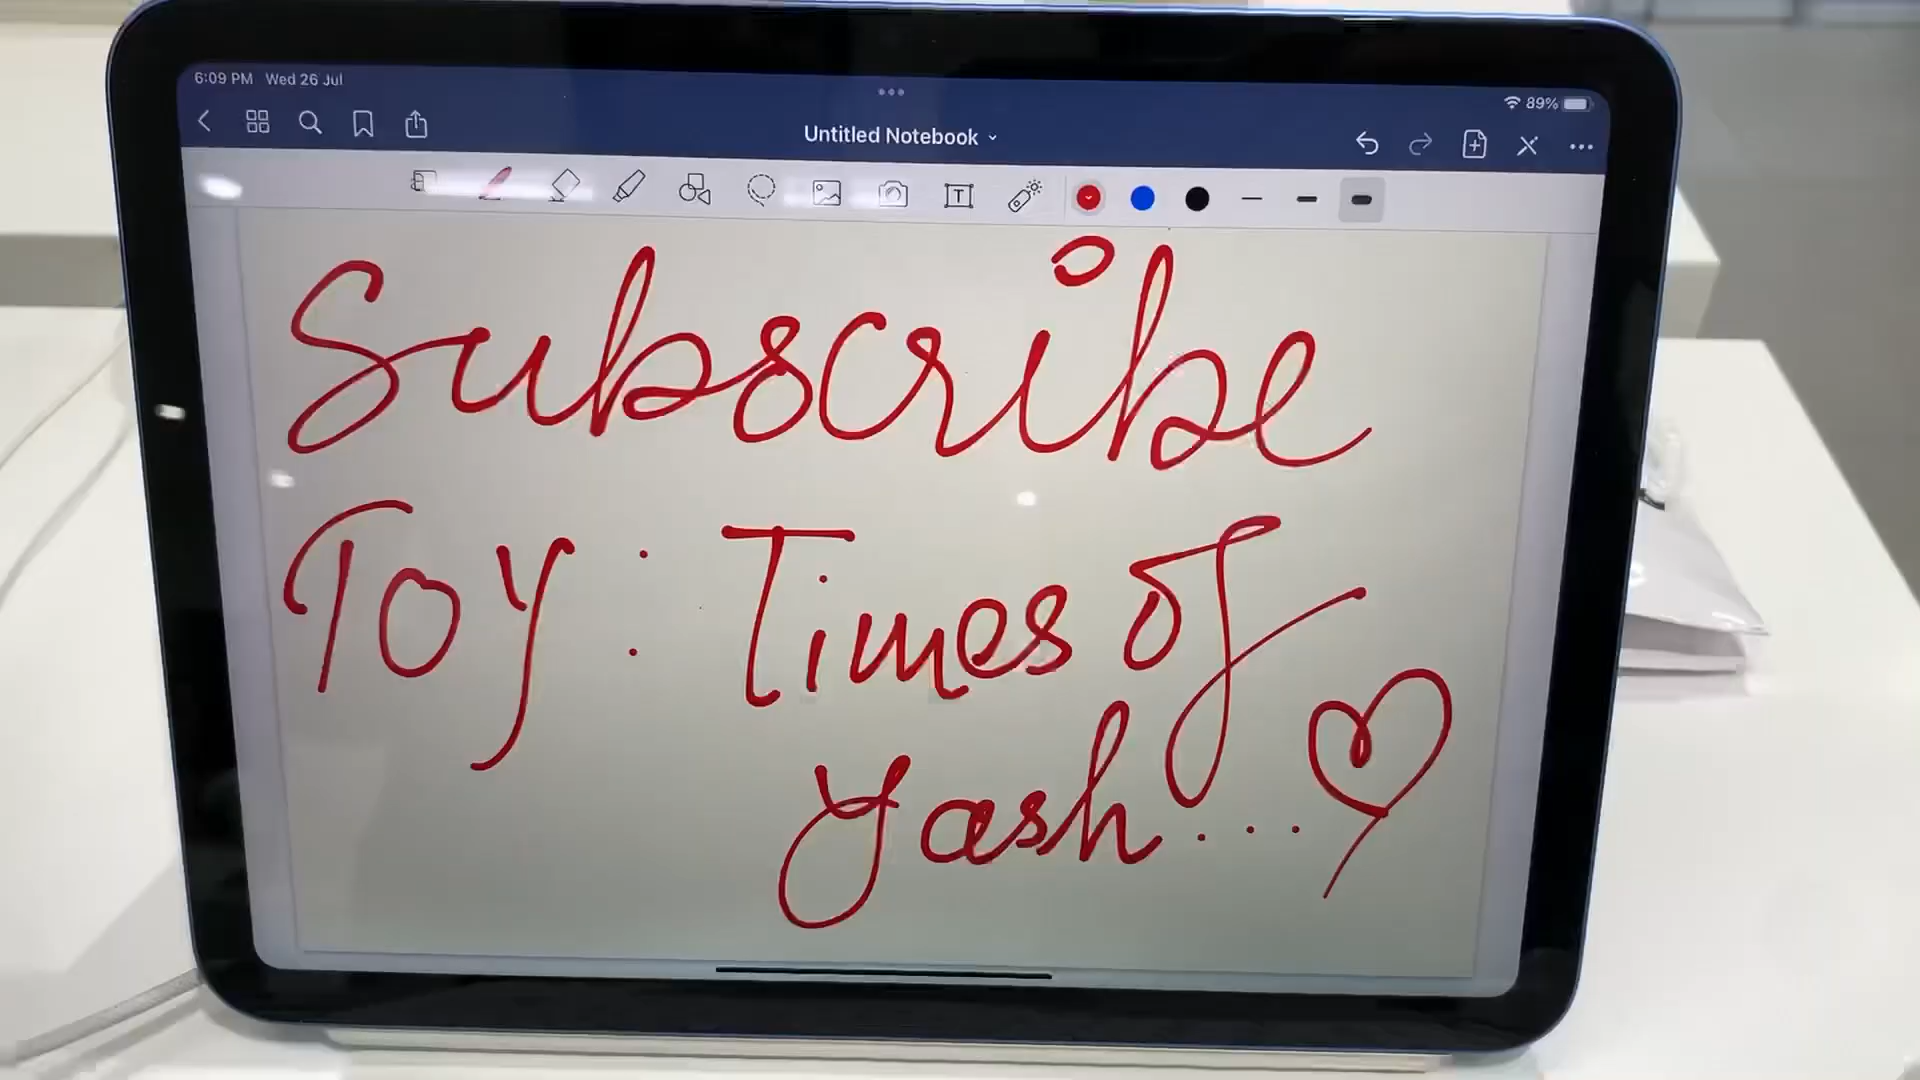 6:09 PM Wed 26 Jul
89%
Untitled Notebook
T
Subscribe
TOY : Times of
Yash...